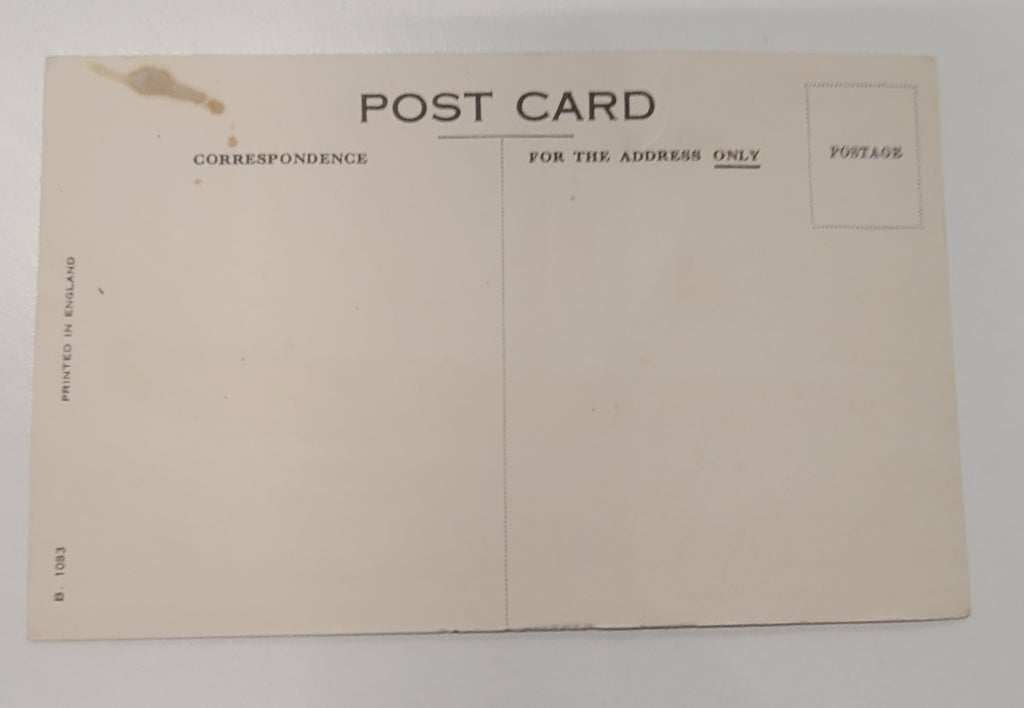 POST CARD
CORRESPONDENCE
FOR THE ADDRESS ONLY
POSTAGE
PRINTED IN ENGLAND
B. 1083